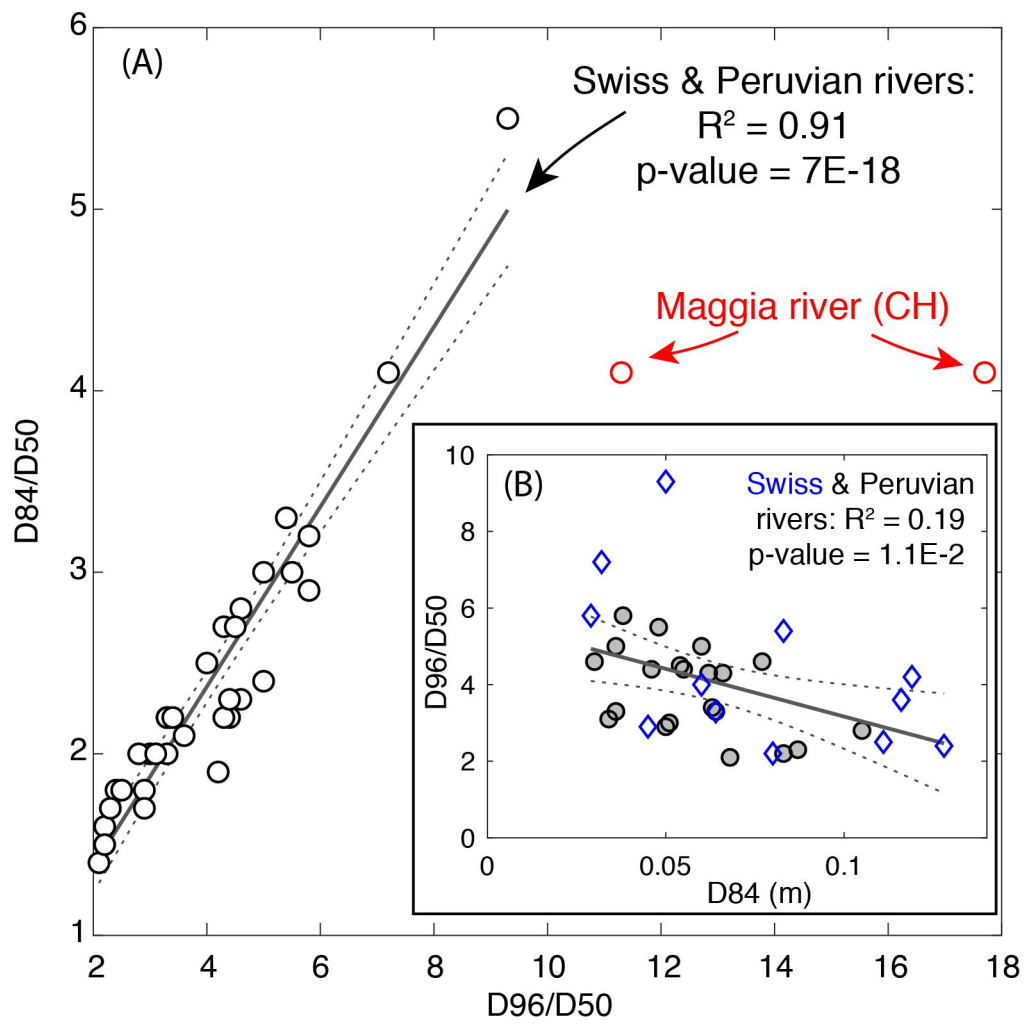 6
(A)
Swiss & Peruvian rivers:
R² = 0.91
p-value = 7E-18
5
Maggia river (CH)
4
D84/D50
3
2
1
2 4 6 8 10 12 14 16 18
D96/D50
10
(B)
Swiss & Peruvian
rivers: R² = 0.19
p-value = 1.1E-2
8
6
D96/D50
4
2
0
0 0.05 0.1
D84 (m)